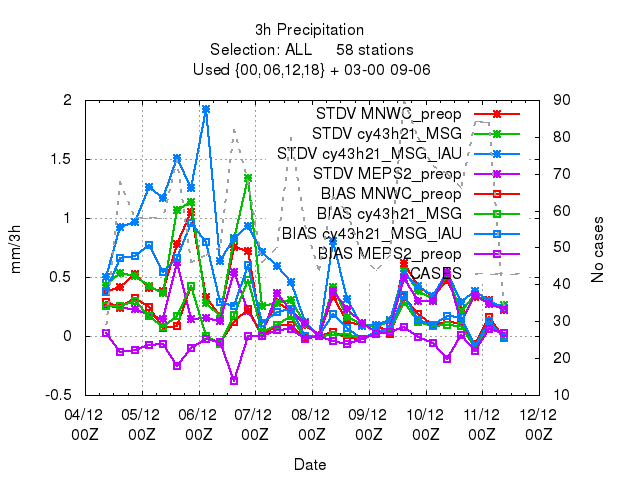 3h Precipitation
Selection: ALL 58 stations
Used {00,06,12,18} + 03-00 09-06
2
1.5
1
0.5
0
-0.5
mm/3h
90
80
70
60
50
40
30
20
10
No cases
STDV MNWC_preop
STDV cy43h21_MSG
STDV cy43h21_MSG_IAU
STDV MEPS2_preop
BIAS MNWC_preop
BIAS cy43h21_MSG
BIAS cy43h21_MSG_IAU
BIAS MEPS2_preop
CASES
04/12 05/12 06/12 07/12 08/12 09/12 10/12 11/12 12/12
00Z 00Z 00Z 00Z 00Z 00Z 00Z 00Z 00Z
Date